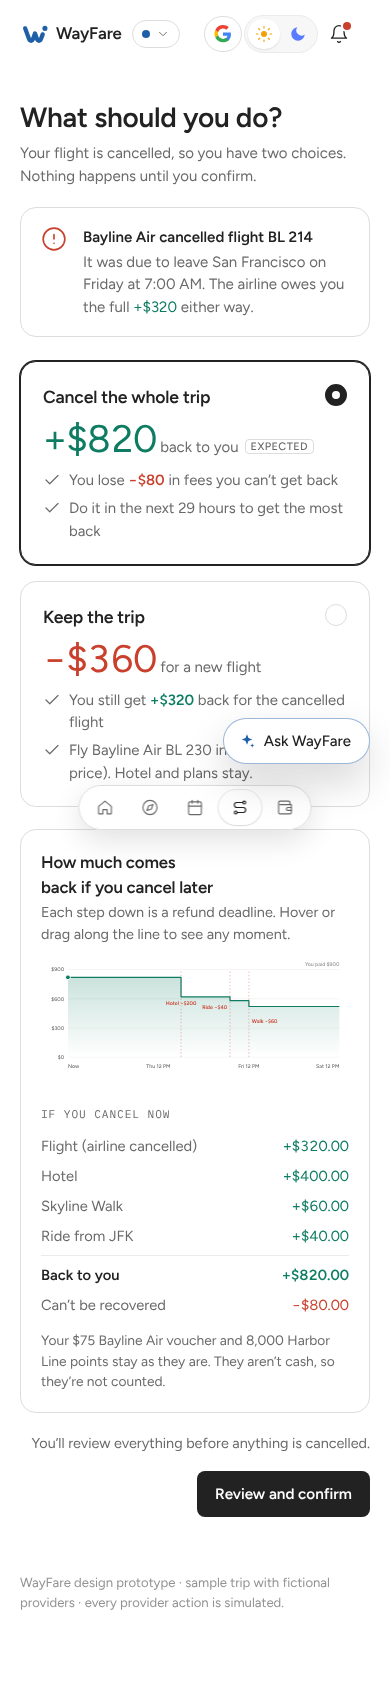 WayFare
What should you do?
Your flight is cancelled, so you have two choices.
Nothing happens until you confirm.
Bayline Air cancelled flight BL 214
It was due to leave San Francisco on
Friday at 7:00 AM. The airline owes you
the full +$320 either way.
Cancel the whole trip
+$820 back to you EXPECTED
You lose −$80 in fees you can’t get back
Do it in the next 29 hours to get the most
back
Keep the trip
−$360 for a new flight
You still get +$320 back for the cancelled
flight
Fly Bayline Air BL 230 in
Ask WayFare
price). Hotel and plans stay.
How much comes
back if you cancel later
Each step down is a refund deadline. Hover or
drag along the line to see any moment.
You paid $900
$900
$600
Hotel −$200
Ride −$40
$300
Walk −$60
$0
Now Thu 12 PM Fri 12 PM Sat 12 PM
IF YOU CANCEL NOW
Flight (airline cancelled) +$320.00
Hotel +$400.00
Skyline Walk +$60.00
Ride from JFK +$40.00
Back to you +$820.00
Can’t be recovered −$80.00
Your $75 Bayline Air voucher and 8,000 Harbor
Line points stay as they are. They aren’t cash, so
they’re not counted.
You’ll review everything before anything is cancelled.
Review and confirm
WayFare design prototype · sample trip with fictional
providers · every provider action is simulated.